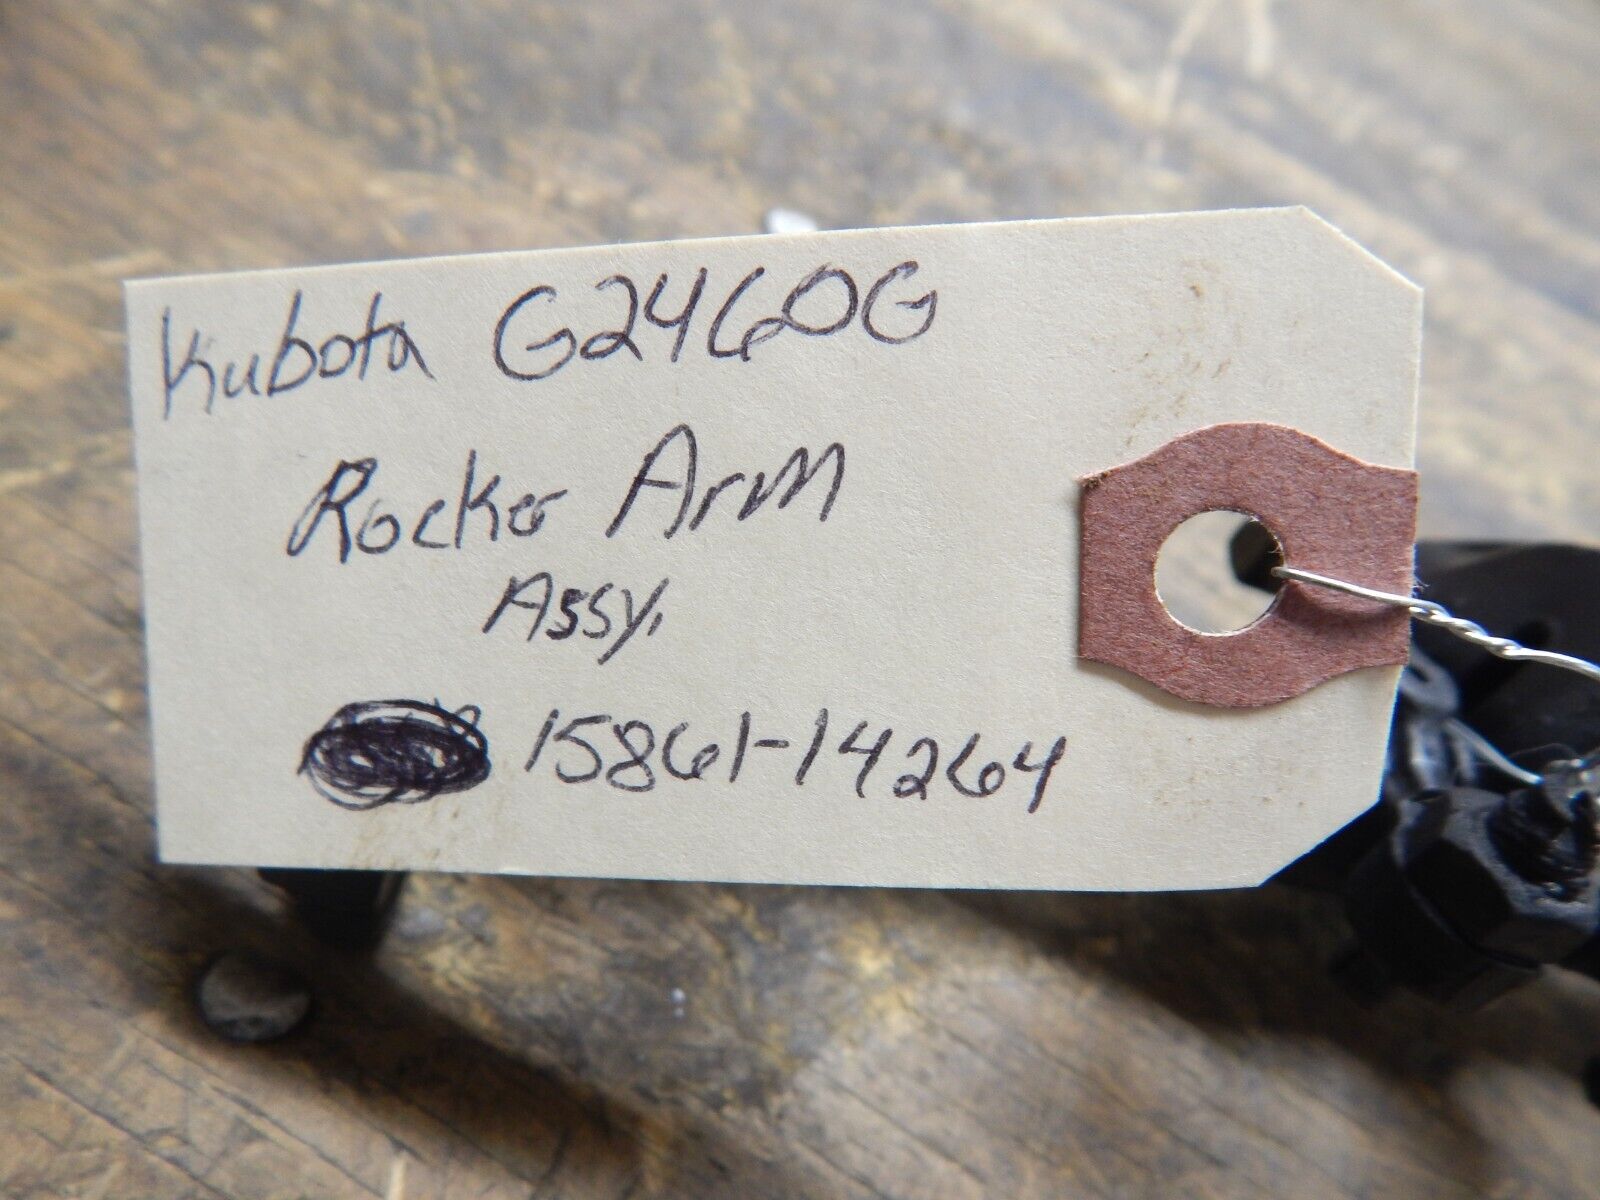 Kubota G2460G
Rocker Arm
Assy.
15861-14264